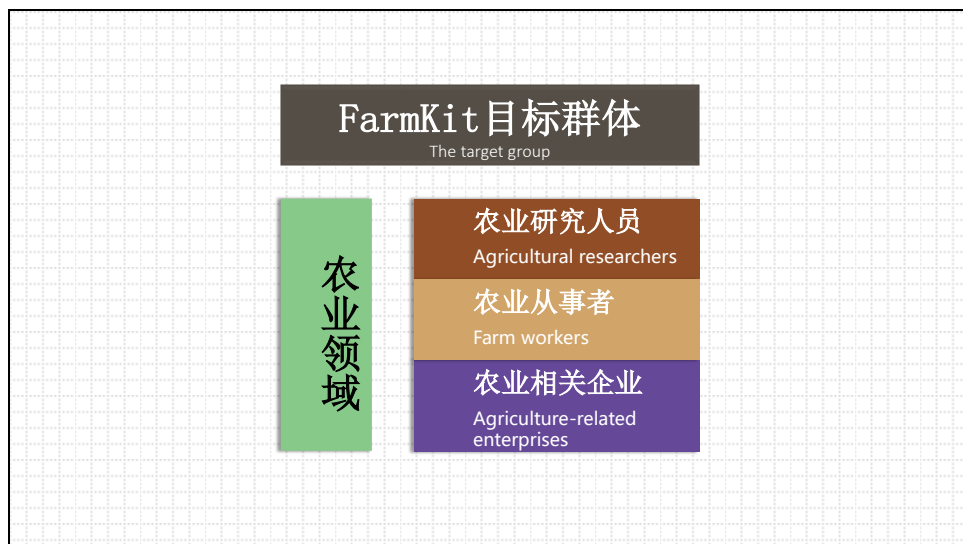 FarmKit目标群体
The target group
农业领域
农业研究人员
Agricultural researchers
农业从事者
Farm workers
农业相关企业
Agriculture-related
enterprises